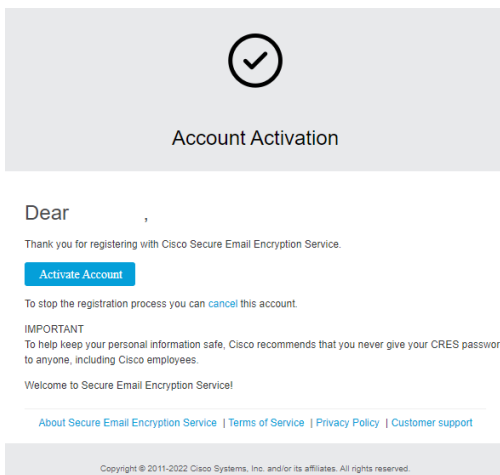 Account Activation
Dear ,
Thank you for registering with Cisco Secure Email Encryption Service.
Activate Account
To stop the registration process you can cancel this account.
IMPORTANT
To help keep your personal information safe, Cisco recommends that you never give your CRES passwor
to anyone, including Cisco employees.
Welcome to Secure Email Encryption Service!
About Secure Email Encryption Service | Terms of Service | Privacy Policy | Customer support
Copyright © 2011-2022 Cisco Systems, Inc. and/or its affiliates. All rights reserved.